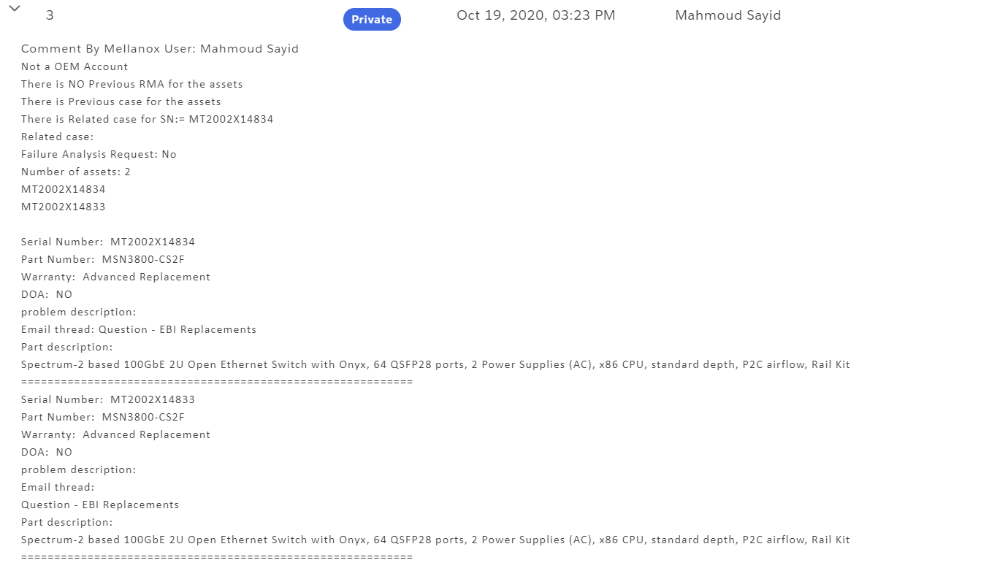 3 Private Oct 19, 2020, 03:23 PM Mahmoud Sayid
Comment By Mellanox User: Mahmoud Sayid
Not a OEM Account
There is NO Previous RMA for the assets
There is Previous case for the assets
There is Related case for SN:= MT2002X14834
Related case:
Failure Analysis Request: No
Number of assets: 2
MT2002X14834
MT2002X14833
Serial Number:  MT2002X14834
Part Number:  MSN3800-CS2F
Warranty:  Advanced Replacement
DOA:  NO
problem description:
Email thread: Question - EBI Replacements
Part description:
Spectrum-2 based 100GbE 2U Open Ethernet Switch with Onyx, 64 QSFP28 ports, 2 Power Supplies (AC), x86 CPU, standard depth, P2C airflow, Rail Kit
===========================================================
Serial Number:  MT2002X14833
Part Number:  MSN3800-CS2F
Warranty:  Advanced Replacement
DOA:  NO
problem description:
Email thread:
Question - EBI Replacements
Part description:
Spectrum-2 based 100GbE 2U Open Ethernet Switch with Onyx, 64 QSFP28 ports, 2 Power Supplies (AC), x86 CPU, standard depth, P2C airflow, Rail Kit
===========================================================